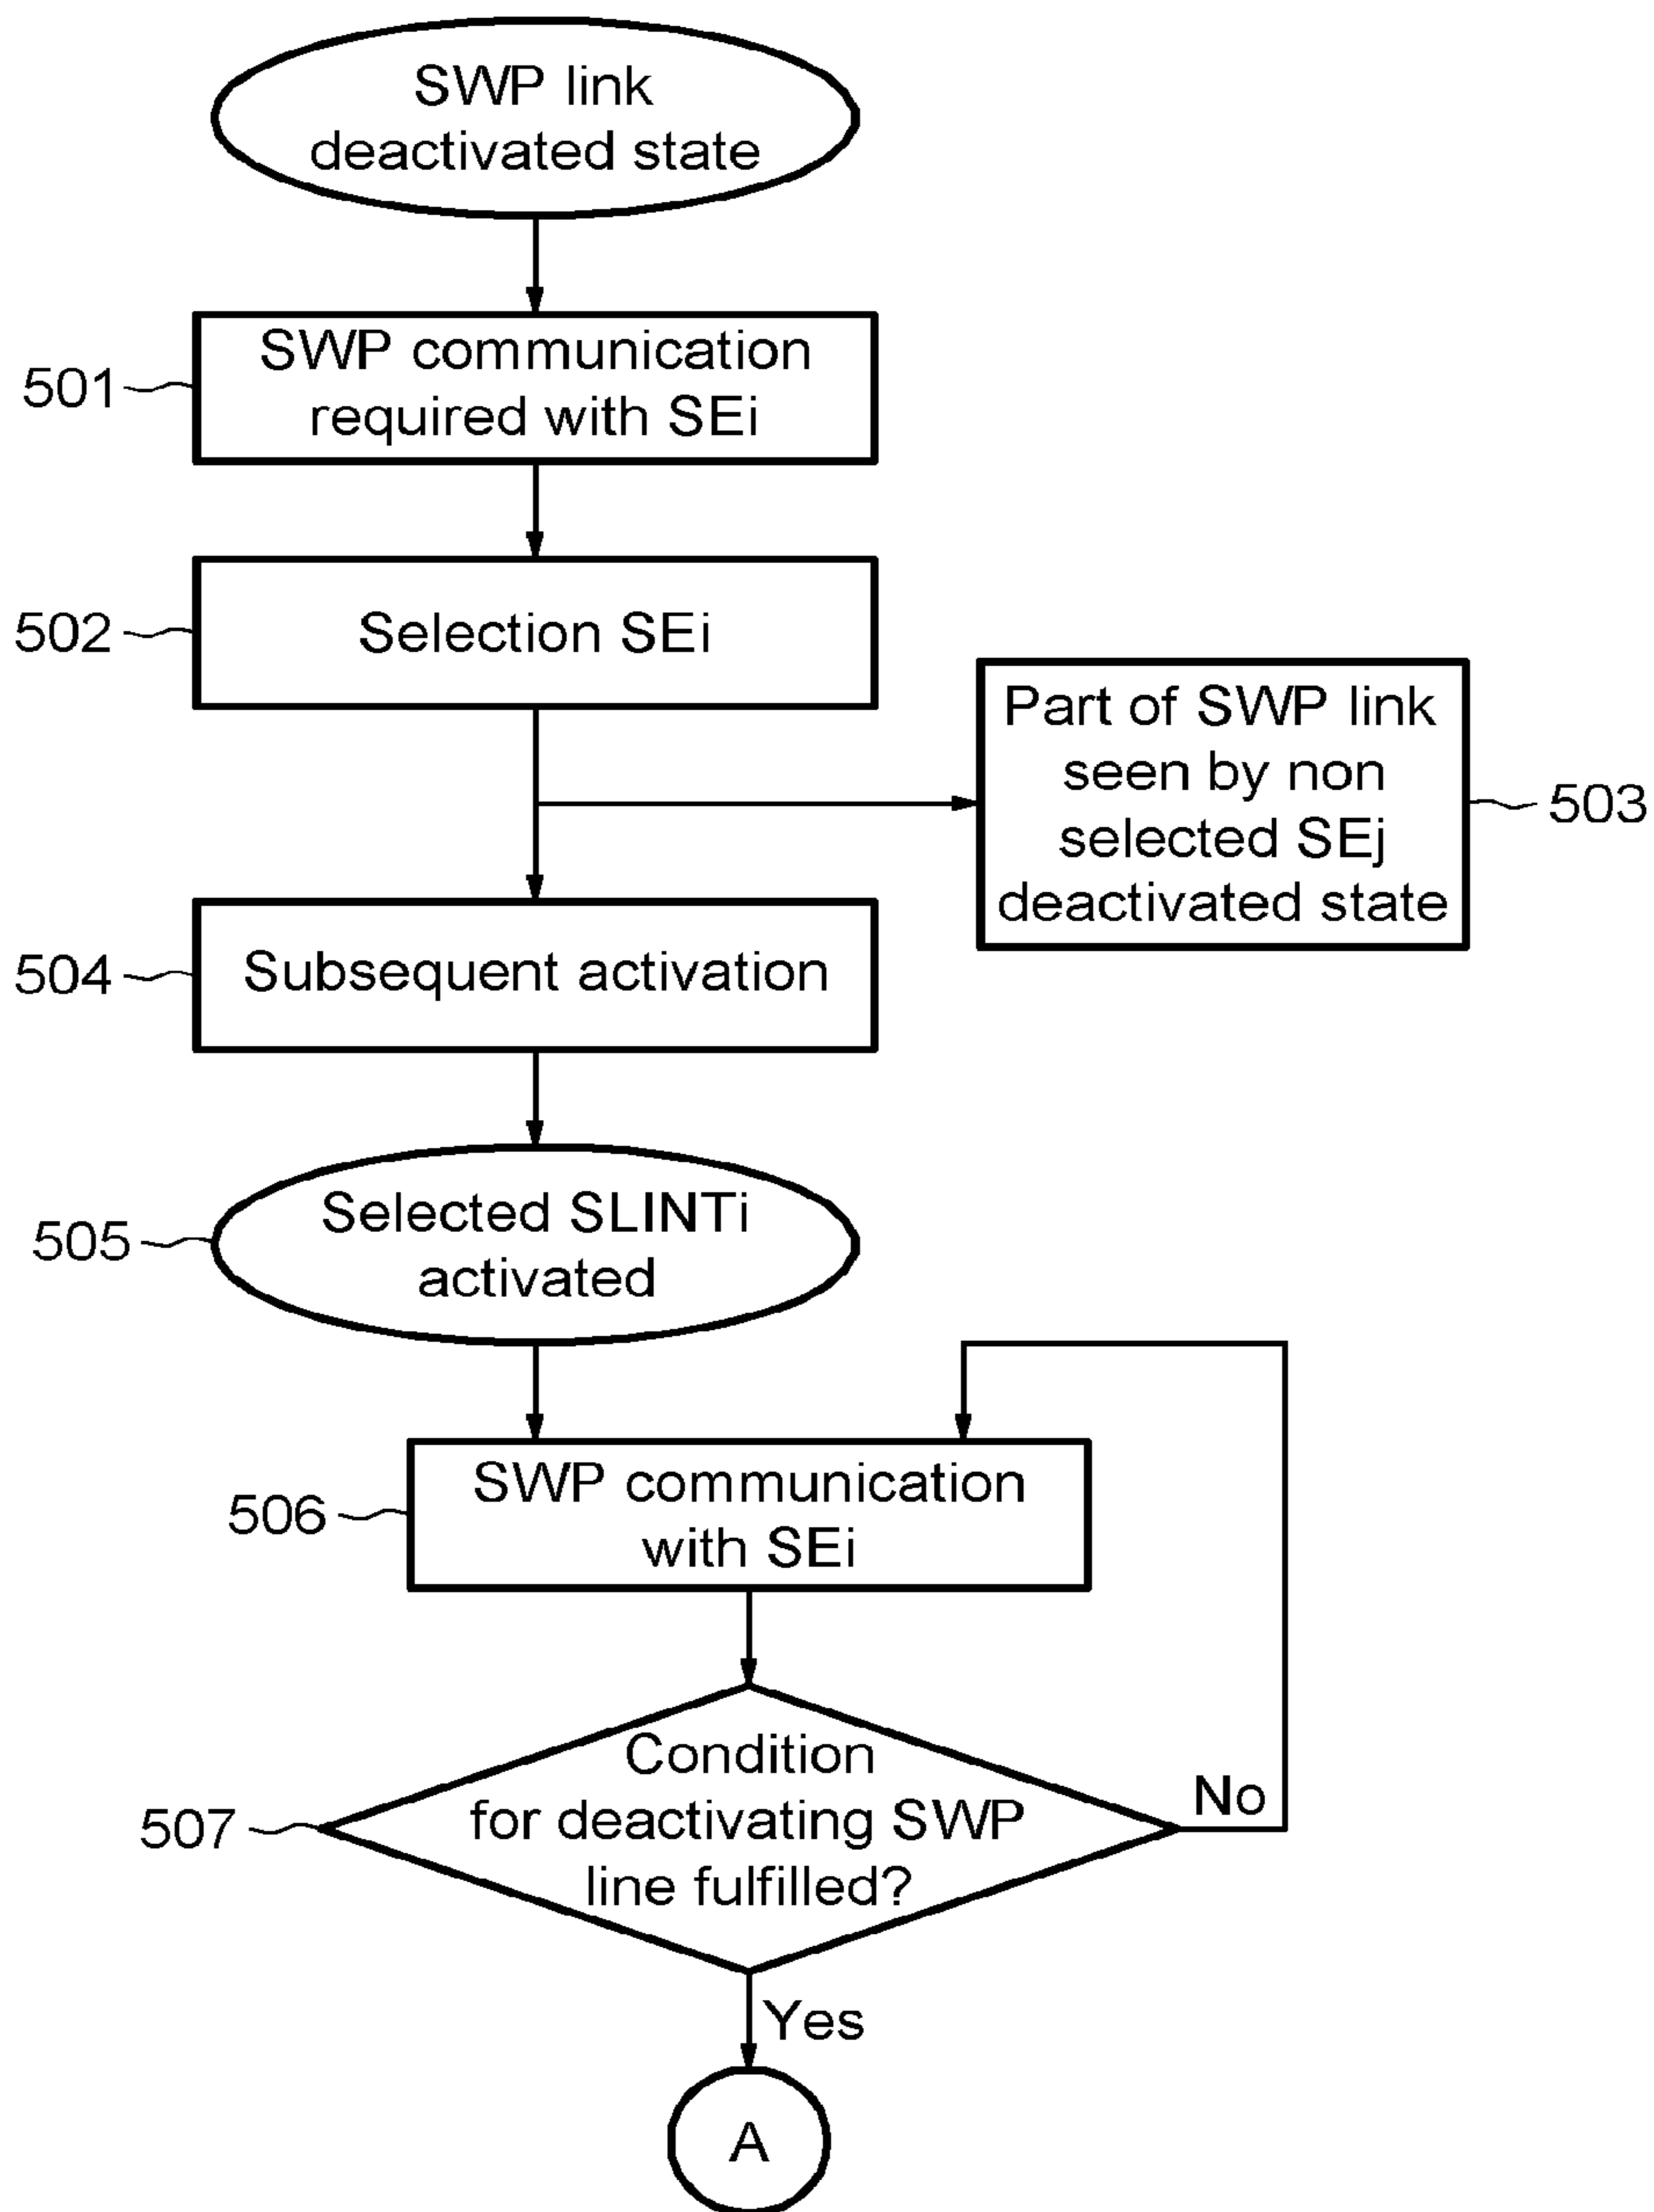 SWP link
deactivated state
501
SWP communication
required with SEi
502
Selection SEi
Part of SWP link
seen by non
selected SEj
deactivated state
503
504
Subsequent activation
505
Selected SLINTi
activated
506
SWP communication
with SEi
507
Condition
for deactivating SWP
line fulfilled?
No
Yes
A